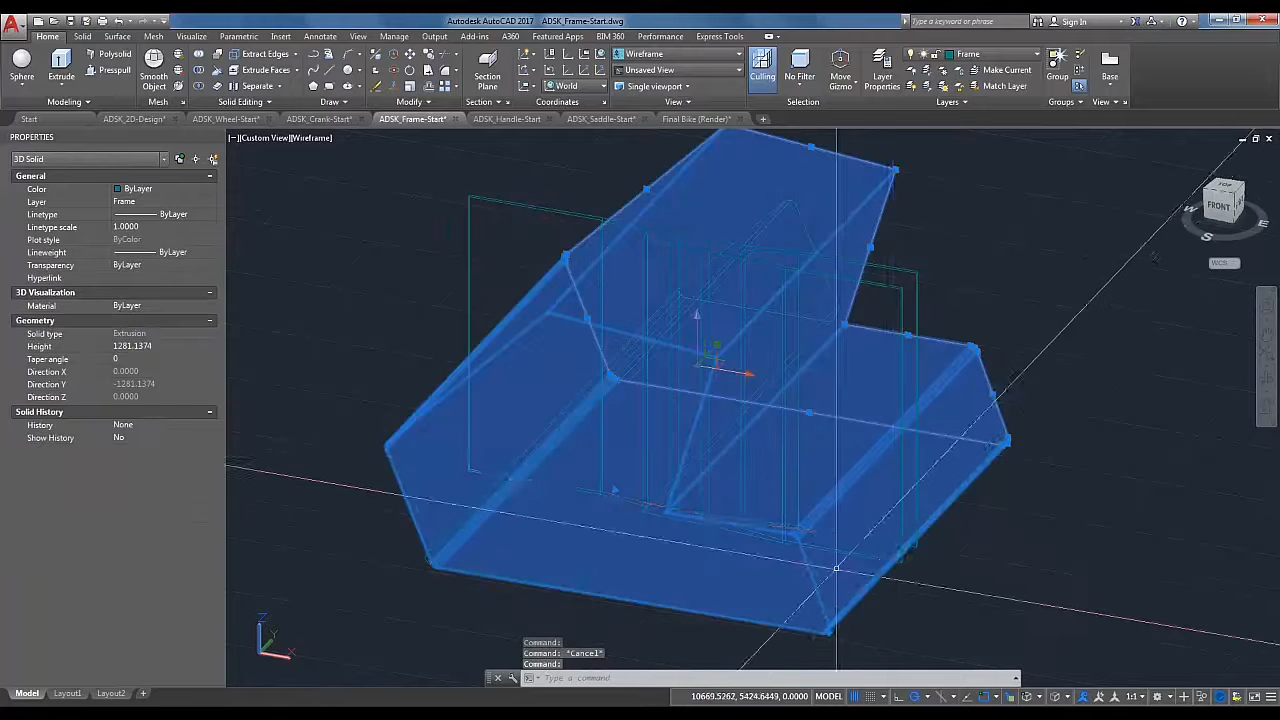 Autodesk AutoCAD 2017 ADSK_Frame-Start.dwg
Type a keyword or phrase
Sign In
Home Solid Surface Mesh Visualize Parametric Insert Annotate View Manage Output Add-ins A360 Featured Apps BIM 360 Performance Express Tools
Sphere
Extrude
Polysolid
Presspull
Smooth Object
Extract Edges
Extrude Faces
Separate
Section Plane
World
Wireframe
Unsaved View
Single viewport
Culling
No Filter
Move Gizmo
Layer Properties
Frame
Make Current
Match Layer
Group
Base
Modeling Mesh Solid Editing Draw Modify Section Coordinates View Selection Layers Groups View
Start ADSK_2D-Design* ADSK_Wheel-Start* ADSK_Crank-Start* ADSK_Frame-Start* ADSK_Handle-Start ADSK_Saddle-Start* Final Bike (Render)*
PROPERTIES
3D Solid
General
Color ByLayer
Layer Frame
Linetype ByLayer
Linetype scale 1.0000
Plot style ByColor
Lineweight ByLayer
Transparency ByLayer
Hyperlink
3D Visualization
Material ByLayer
Geometry
Solid type Extrusion
Height 1281.1374
Taper angle 0
Direction X 0.0000
Direction Y -1281.1374
Direction Z 0.0000
Solid History
History None
Show History No
[−][Custom View][Wireframe]
TOP
FRONT
W
E
S
WCS
Z
Y
X
Command:
Command: *Cancel*
Command:
Type a command
Model Layout1 Layout2
10669.5262, 5424.6449, 0.0000 MODEL
1:1